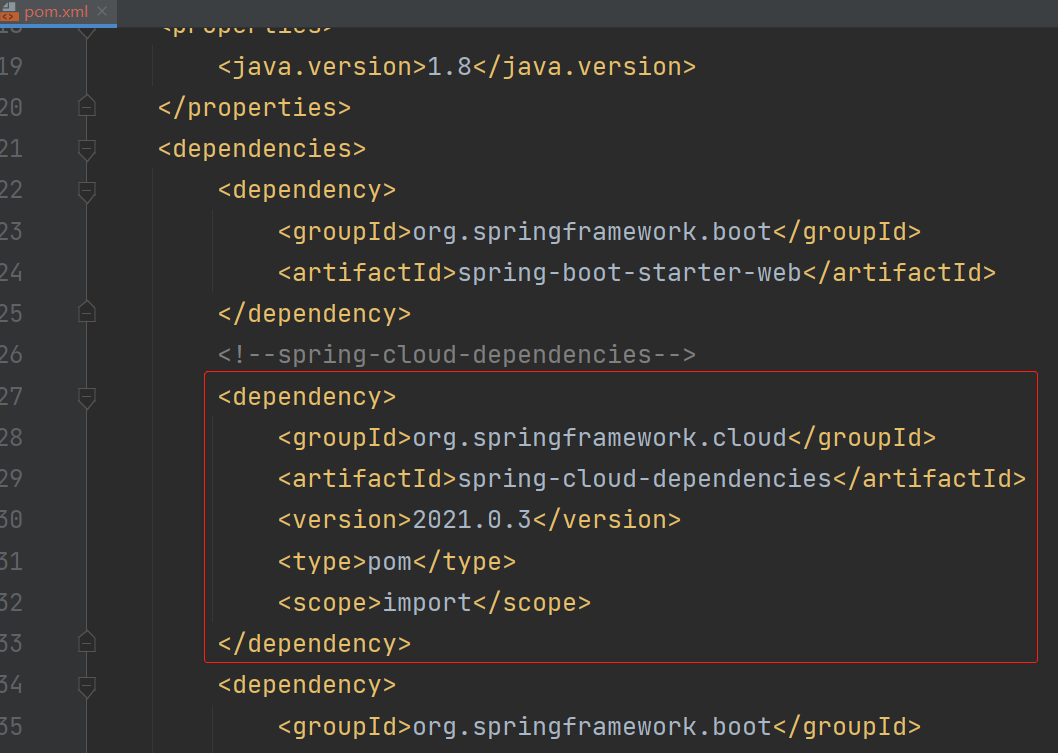 pom.xml
18 <properties>
19 <java.version>1.8</java.version>
20 </properties>
21 <dependencies>
22 <dependency>
23 <groupId>org.springframework.boot</groupId>
24 <artifactId>spring-boot-starter-web</artifactId>
25 </dependency>
26 <!--spring-cloud-dependencies-->
27 <dependency>
28 <groupId>org.springframework.cloud</groupId>
29 <artifactId>spring-cloud-dependencies</artifactId>
30 <version>2021.0.3</version>
31 <type>pom</type>
32 <scope>import</scope>
33 </dependency>
34 <dependency>
35 <groupId>org.springframework.boot</groupId>